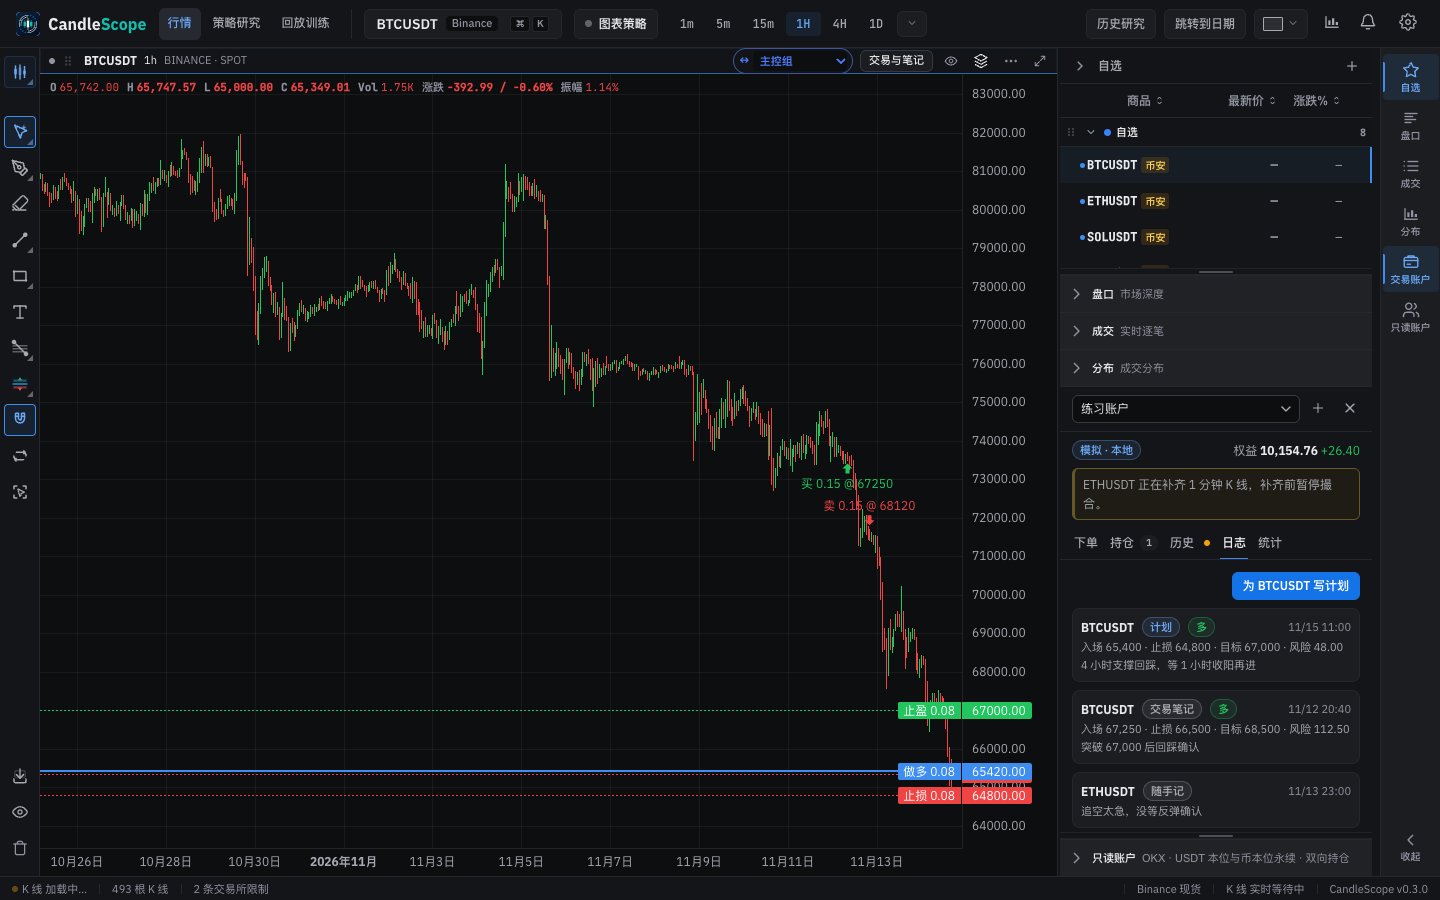 CandleScope 行情 策略研究 回放训练 BTCUSDT Binance ⌘ K 图表策略 1m 5m 15m 1H 4H 1D 历史研究 跳转到日期
BTCUSDT 1h BINANCE · SPOT 主控组 交易与笔记
O 65,742.00 H 65,747.57 L 65,000.00 C 65,349.01 Vol 1.75K 涨跌 -392.99 / -0.60% 振幅 1.14%
83000.00
82000.00
81000.00
80000.00
79000.00
78000.00
77000.00
76000.00
75000.00
74000.00
73000.00
72000.00
71000.00
70000.00
69000.00
68000.00
66000.00
64000.00
买 0.15 @ 67250
卖 0.15 @ 68120
止盈 0.08 67000.00
做多 0.08 65420.00
止损 0.08 64800.00
10月26日 10月28日 10月30日 2026年11月 11月3日 11月5日 11月7日 11月9日 11月11日 11月13日
自选
商品 最新价 涨跌%
自选 8
BTCUSDT 币安 — —
ETHUSDT 币安 — —
SOLUSDT 币安 — —
盘口 市场深度
成交 实时逐笔
分布 成交分布
练习账户
模拟 · 本地 权益 10,154.76 +26.40
ETHUSDT 正在补齐 1 分钟 K 线，补齐前暂停撮
合。
下单 持仓 1 历史 日志 统计
为 BTCUSDT 写计划
BTCUSDT 计划 多 11/15 11:00
入场 65,400 · 止损 64,800 · 目标 67,000 · 风险 48.00
4 小时支撑回踩，等 1 小时收阳再进
BTCUSDT 交易笔记 多 11/12 20:40
入场 67,250 · 止损 66,500 · 目标 68,500 · 风险 112.50
突破 67,000 后回踩确认
ETHUSDT 随手记 11/13 23:00
追空太急，没等反弹确认
只读账户 OKX · USDT 本位与币本位永续 · 双向持仓
自选
盘口
成交
分布
交易账户
只读账户
收起
K 线 加载中... 493 根 K 线 2 条交易所限制 Binance 现货 K 线 实时等待中 CandleScope v0.3.0